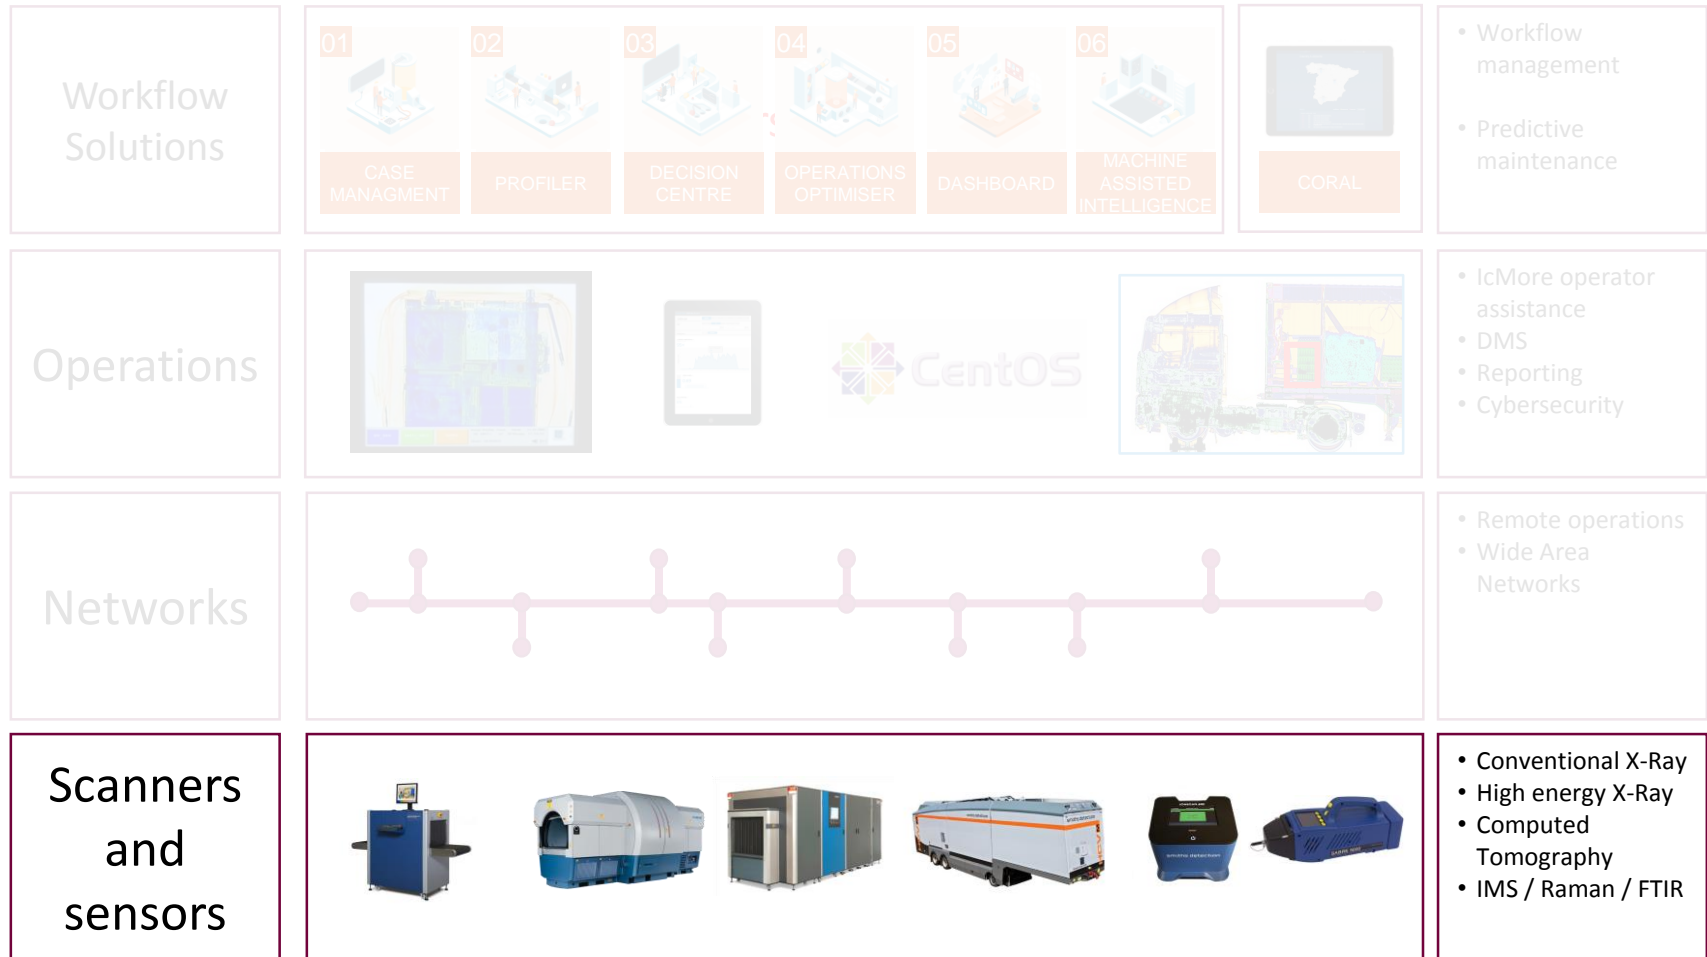 Workflow
Solutions
01
02
03
04
05
06
CASE
MANAGMENT
PROFILER
DECISION
CENTRE
OPERATIONS
OPTIMISER
DASHBOARD
MACHINE
ASSISTED
INTELLIGENCE
CORAL
• Workflow
management
• Predictive
maintenance
Operations
CentOS
• IcMore operator
assistance
• DMS
• Reporting
• Cybersecurity
Networks
• Remote operations
• Wide Area
Networks
Scanners
and
sensors
smiths detection
• Conventional X-Ray
• High energy X-Ray
• Computed
Tomography
• IMS / Raman / FTIR